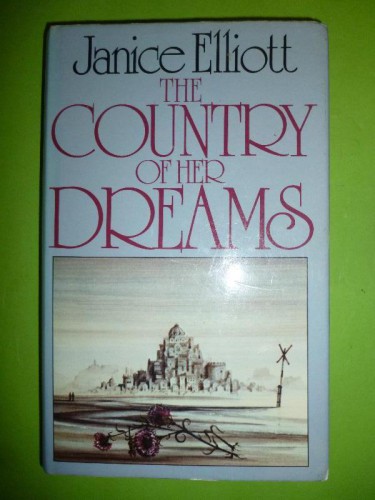 Janice Elliott
THE
COUNTRY
OF HER
DREAMS